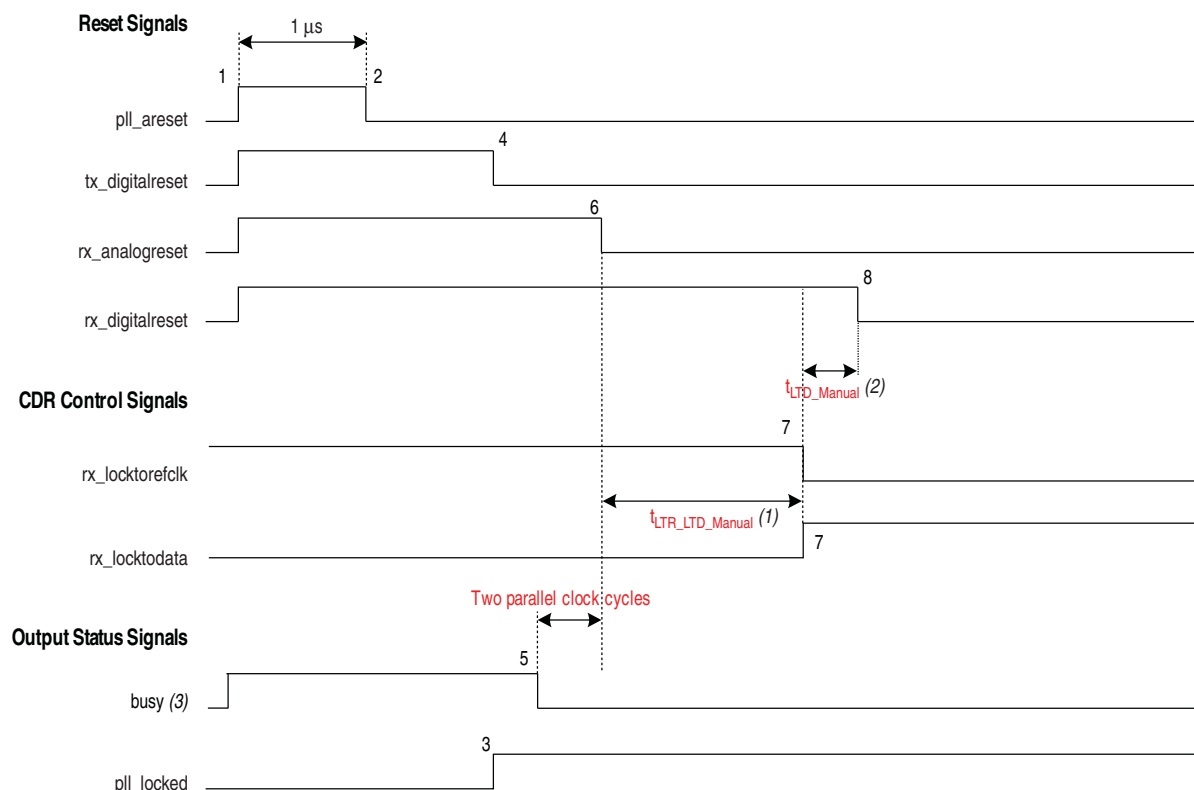 Reset Signals
1 µs
1
2
pll_areset
4
tx_digitalreset
6
rx_analogreset
8
rx_digitalreset
tLTD_Manual (2)
CDR Control Signals
7
rx_locktorefclk
tLTR_LTD_Manual (1)
7
rx_locktodata
Two parallel clock cycles
Output Status Signals
5
busy (3)
3
pll_locked